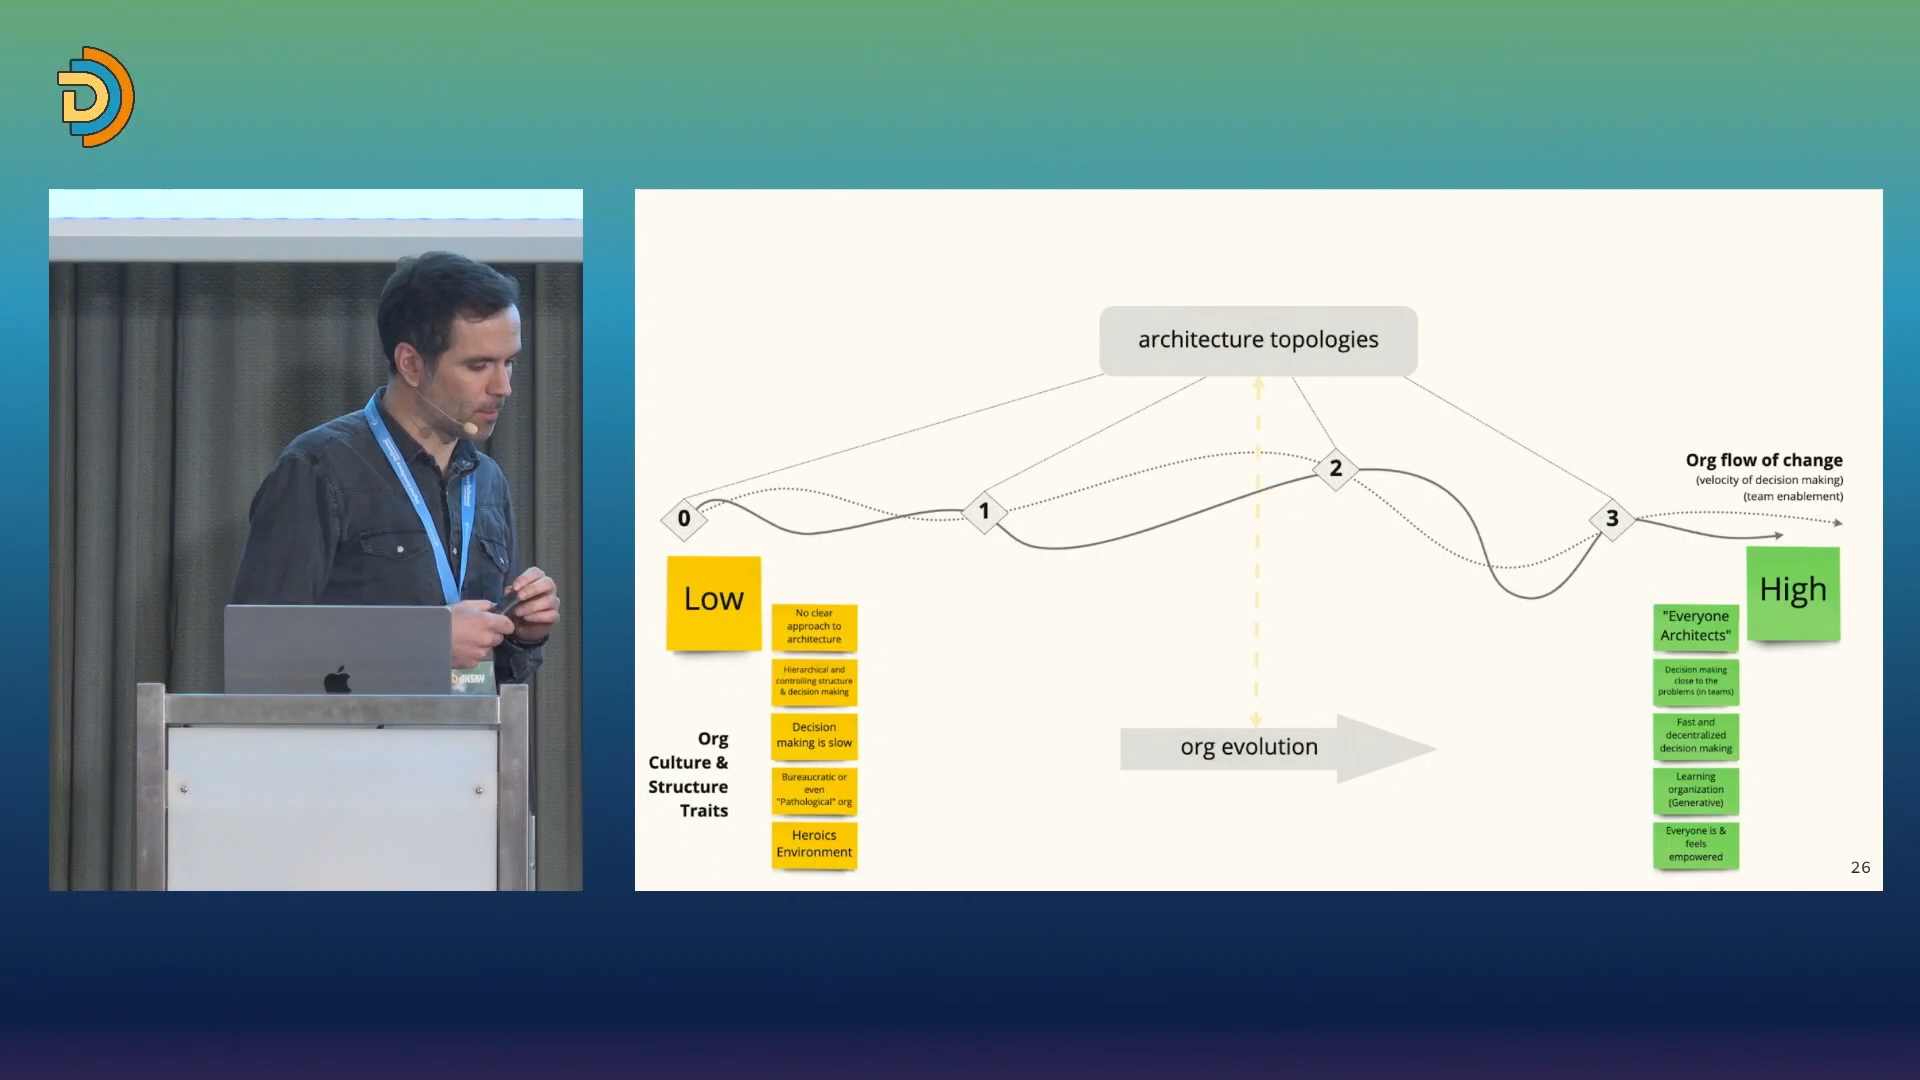 architecture topologies
0
1
2
3
Org flow of change
(velocity of decision making)
(team enablement)
Low
High
No clear
approach to
architecture
Hierarchical and
controlling structure
& decision making
Decision
making is slow
Bureaucratic or
even
"Pathological" org
Heroics
Environment
Org
Culture &
Structure
Traits
org evolution
"Everyone
Architects"
Decision making
close to the
problems (in teams)
Fast and
decentralized
decision making
Learning
organization
(Generative)
Everyone is &
feels
empowered
26